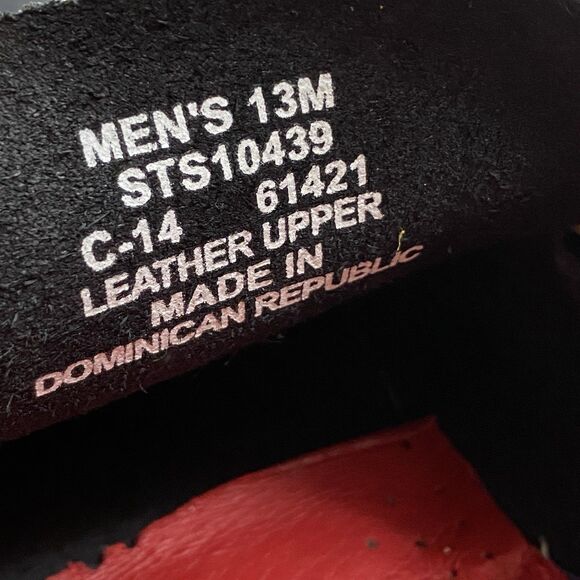 MEN'S 13M
STS10439
C-14 61421
LEATHER UPPER
MADE IN
DOMINICAN REPUBLIC